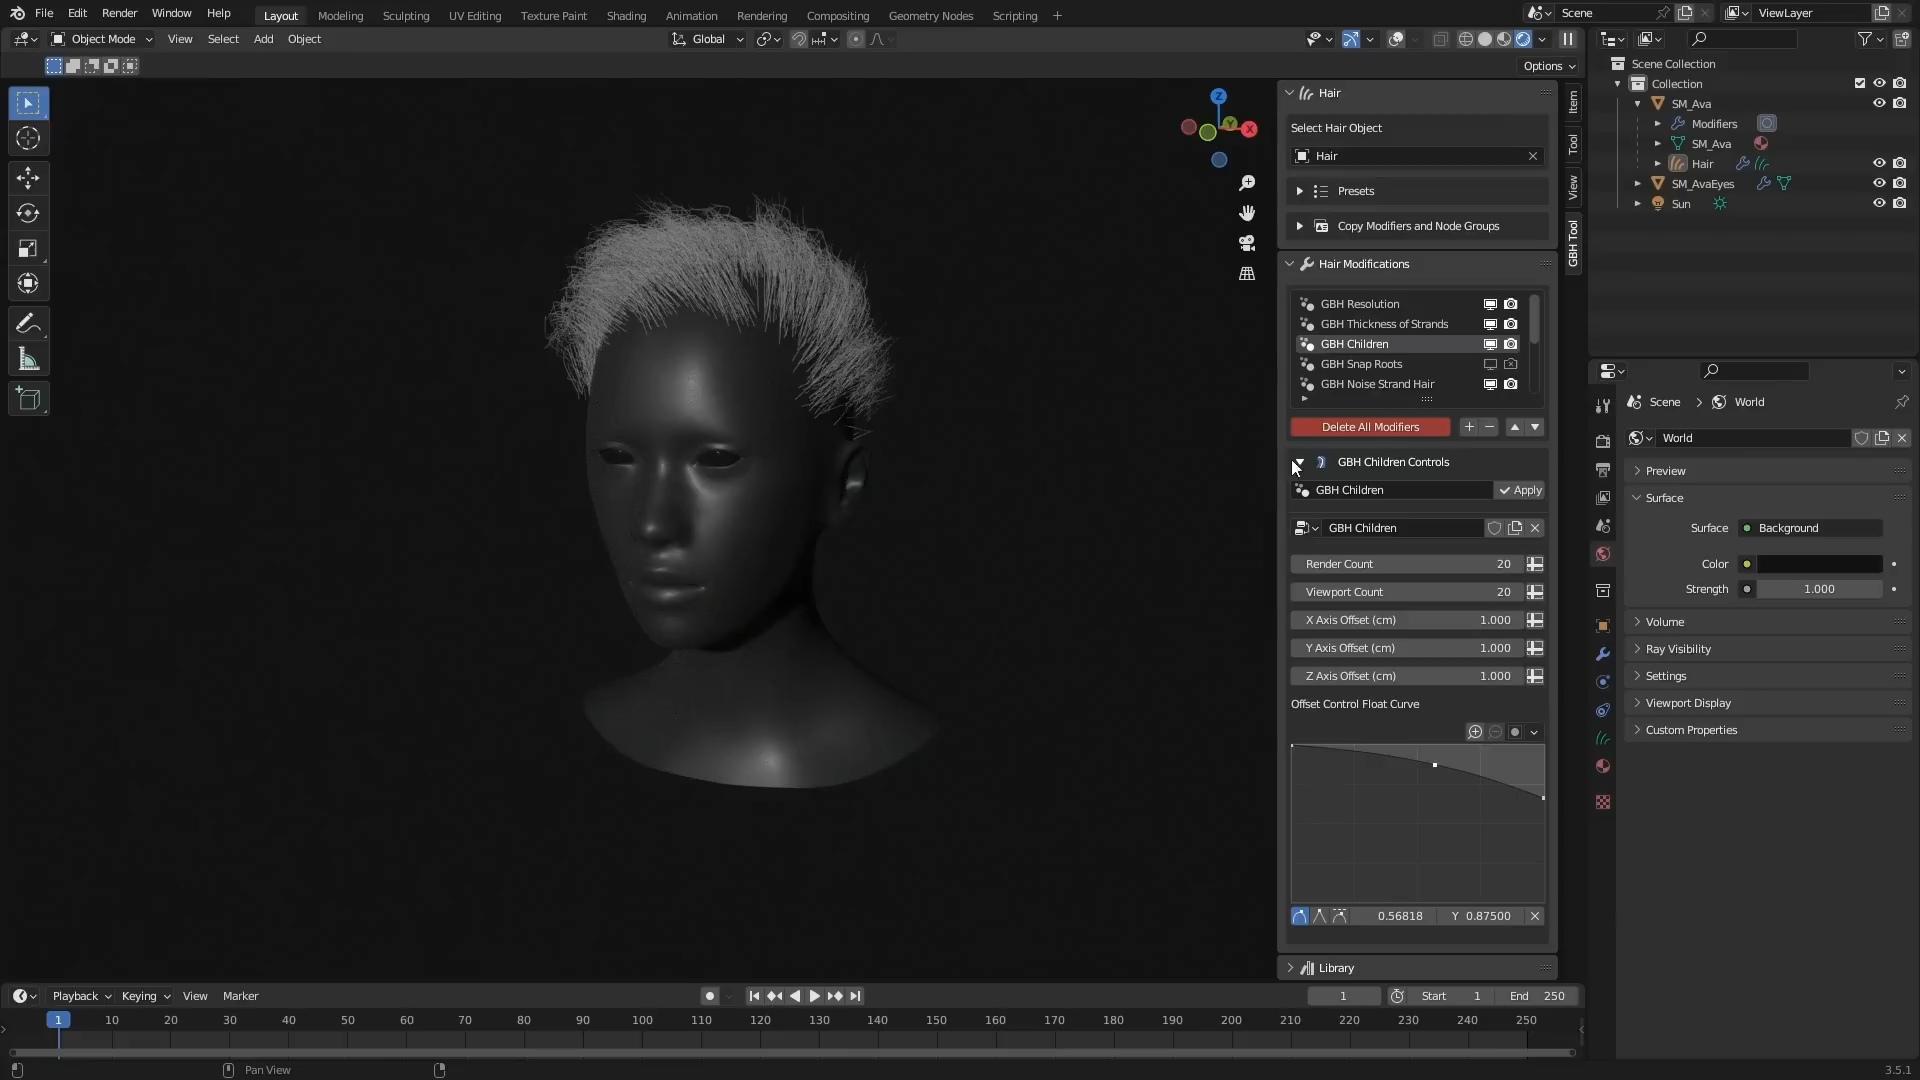 File Edit Render Window Help Layout Modeling Sculpting UV Editing Texture Paint Shading Animation Rendering Compositing Geometry Nodes Scripting Scene ViewLayer
Object Mode View Select Add Object Global
Options
Hair
Select Hair Object
Hair
Presets
Copy Modifiers and Node Groups
Hair Modifications
GBH Resolution
GBH Thickness of Strands
GBH Children
GBH Snap Roots
GBH Noise Strand Hair
Delete All Modifiers
GBH Children Controls
GBH Children Apply
GBH Children
Render Count 20
Viewport Count 20
X Axis Offset (cm) 1.000
Y Axis Offset (cm) 1.000
Z Axis Offset (cm) 1.000
Offset Control Float Curve
0.56818 Y 0.87500
Library
Item
Tool
View
GBH Tool
Z
Y
X
Scene Collection
Collection
SM_Ava
Modifiers
SM_Ava
Hair
SM_AvaEyes
Sun
Scene World
World
Preview
Surface
Surface Background
Color
Strength 1.000
Volume
Ray Visibility
Settings
Viewport Display
Custom Properties
Playback Keying View Marker 1 Start 1 End 250
1 10 20 30 40 50 60 70 80 90 100 110 120 130 140 150 160 170 180 190 200 210 220 230 240 250
Pan View 3.5.1